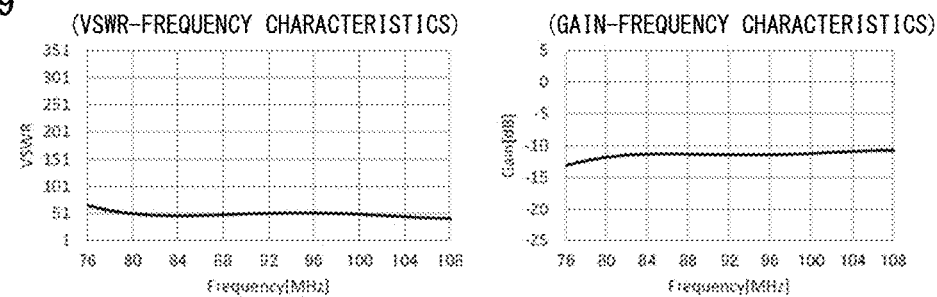 9
(VSWR-FREQUENCY CHARACTERISTICS) (GAIN-FREQUENCY CHARACTERISTICS)
351
301
251
201
151
101
51
1
VSWR
76 80 84 88 92 96 100 104 108
Frequency[MHz]
5
0
-5
-10
-15
-20
-25
Gain[dB]
76 80 84 88 92 96 100 104 108
Frequency[MHz]